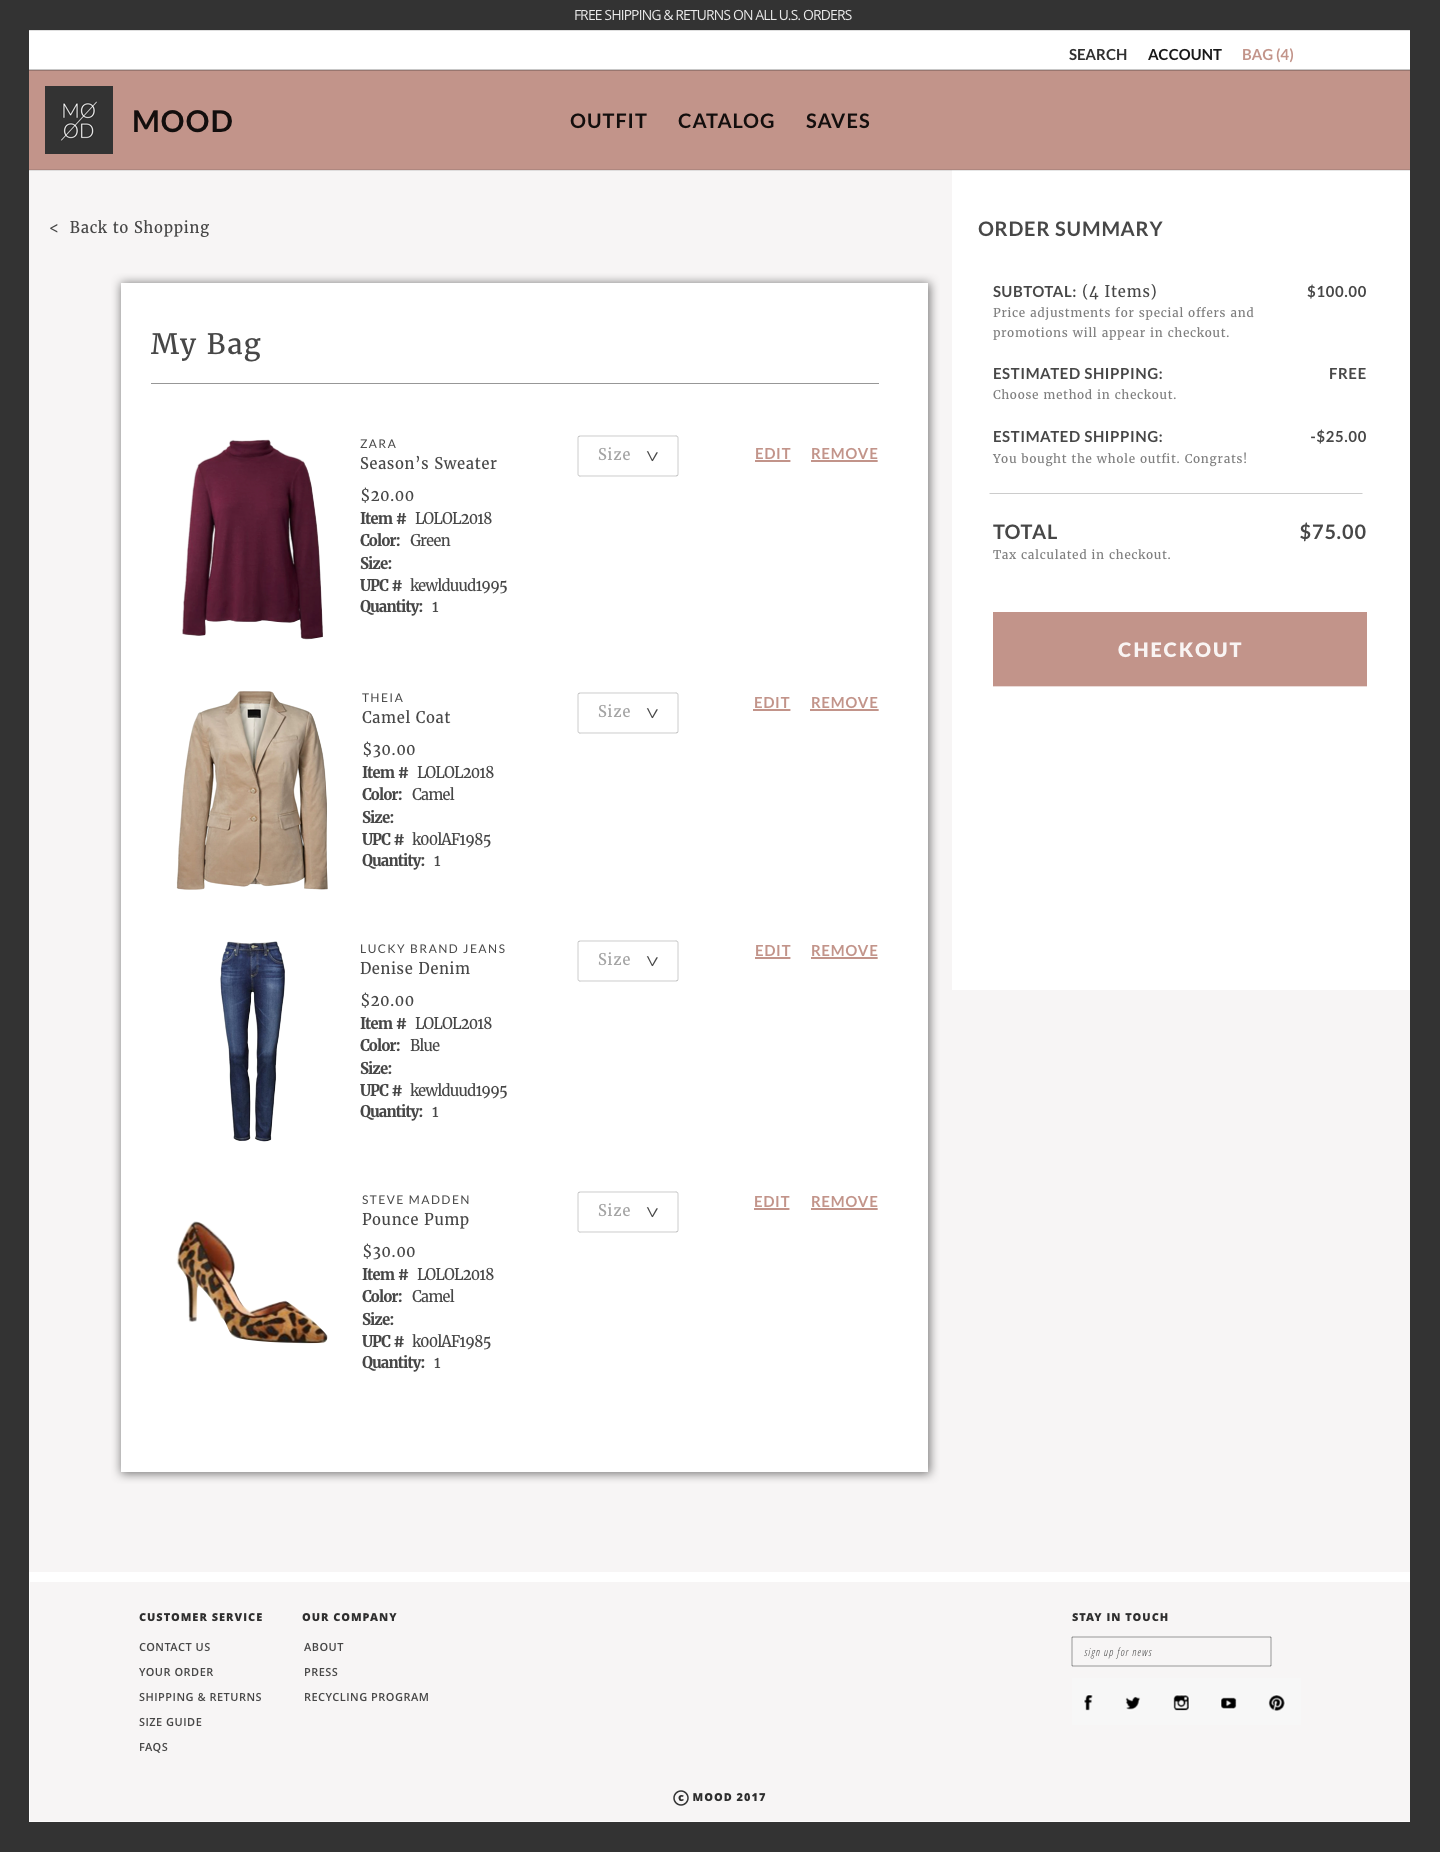 FREE SHIPPING & RETURNS ON ALL U.S. ORDERS
SEARCH ACCOUNT BAG (4)
MØ
ØD
MOOD
OUTFIT CATALOG SAVES
< Back to Shopping
My Bag
ZARA
Season’s Sweater
$20.00
Item # LOLOL2018
Color: Green
Size:
UPC # kewlduud1995
Quantity: 1
Size
EDIT REMOVE
THEIA
Camel Coat
$30.00
Item # LOLOL2018
Color: Camel
Size:
UPC # koolAF1985
Quantity: 1
Size
EDIT REMOVE
LUCKY BRAND JEANS
Denise Denim
$20.00
Item # LOLOL2018
Color: Blue
Size:
UPC # kewlduud1995
Quantity: 1
Size
EDIT REMOVE
STEVE MADDEN
Pounce Pump
$30.00
Item # LOLOL2018
Color: Camel
Size:
UPC # koolAF1985
Quantity: 1
Size
EDIT REMOVE
ORDER SUMMARY
SUBTOTAL: (4 Items) $100.00
Price adjustments for special offers and
promotions will appear in checkout.
ESTIMATED SHIPPING: FREE
Choose method in checkout.
ESTIMATED SHIPPING: -$25.00
You bought the whole outfit. Congrats!
TOTAL $75.00
Tax calculated in checkout.
CHECKOUT
CUSTOMER SERVICE
CONTACT US
YOUR ORDER
SHIPPING & RETURNS
SIZE GUIDE
FAQS
OUR COMPANY
ABOUT
PRESS
RECYCLING PROGRAM
STAY IN TOUCH
sign up for news
© MOOD 2017